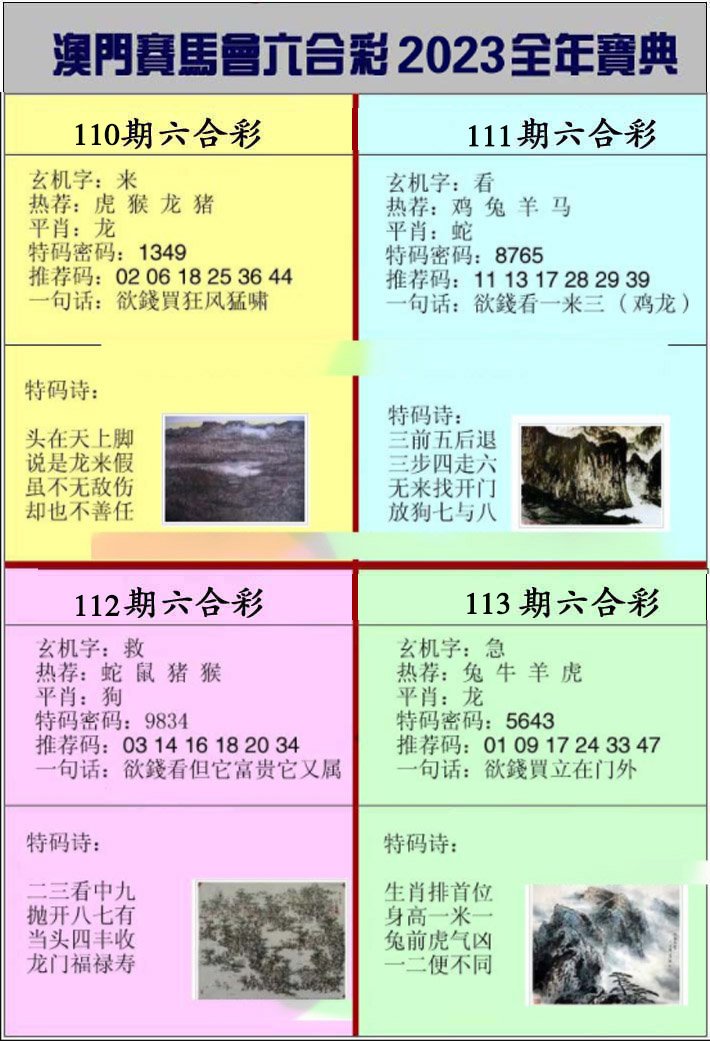 澳門賽馬會六合彩2023全年寶典
110期六合彩
玄机字：来
热荐：虎 猴 龙 猪
平肖：龙
特码密码：1349
推荐码：02 06 18 25 36 44
一句话：欲錢買狂风猛啸
特码诗：
头在天上脚
说是龙来假
虽不无敌伤
却也不善任
111期六合彩
玄机字：看
热荐：鸡 兔 羊 马
平肖：蛇
特码密码：8765
推荐码：11 13 17 28 29 39
一句话：欲錢看一来三（鸡龙）
特码诗：
三前五后退
三步四走六
无来找开门
放狗七与八
112期六合彩
玄机字：救
热荐：蛇 鼠 猪 猴
平肖：狗
特码密码：9834
推荐码：03 14 16 18 20 34
一句话：欲錢看但它富贵它又属
特码诗：
二三看中九
抛开八七有
当头四丰收
龙门福禄寿
113期六合彩
玄机字：急
热荐：兔 牛 羊 虎
平肖：龙
特码密码：5643
推荐码：01 09 17 24 33 47
一句话：欲錢買立在门外
特码诗：
生肖排首位
身高一米一
兔前虎气凶
一二便不同